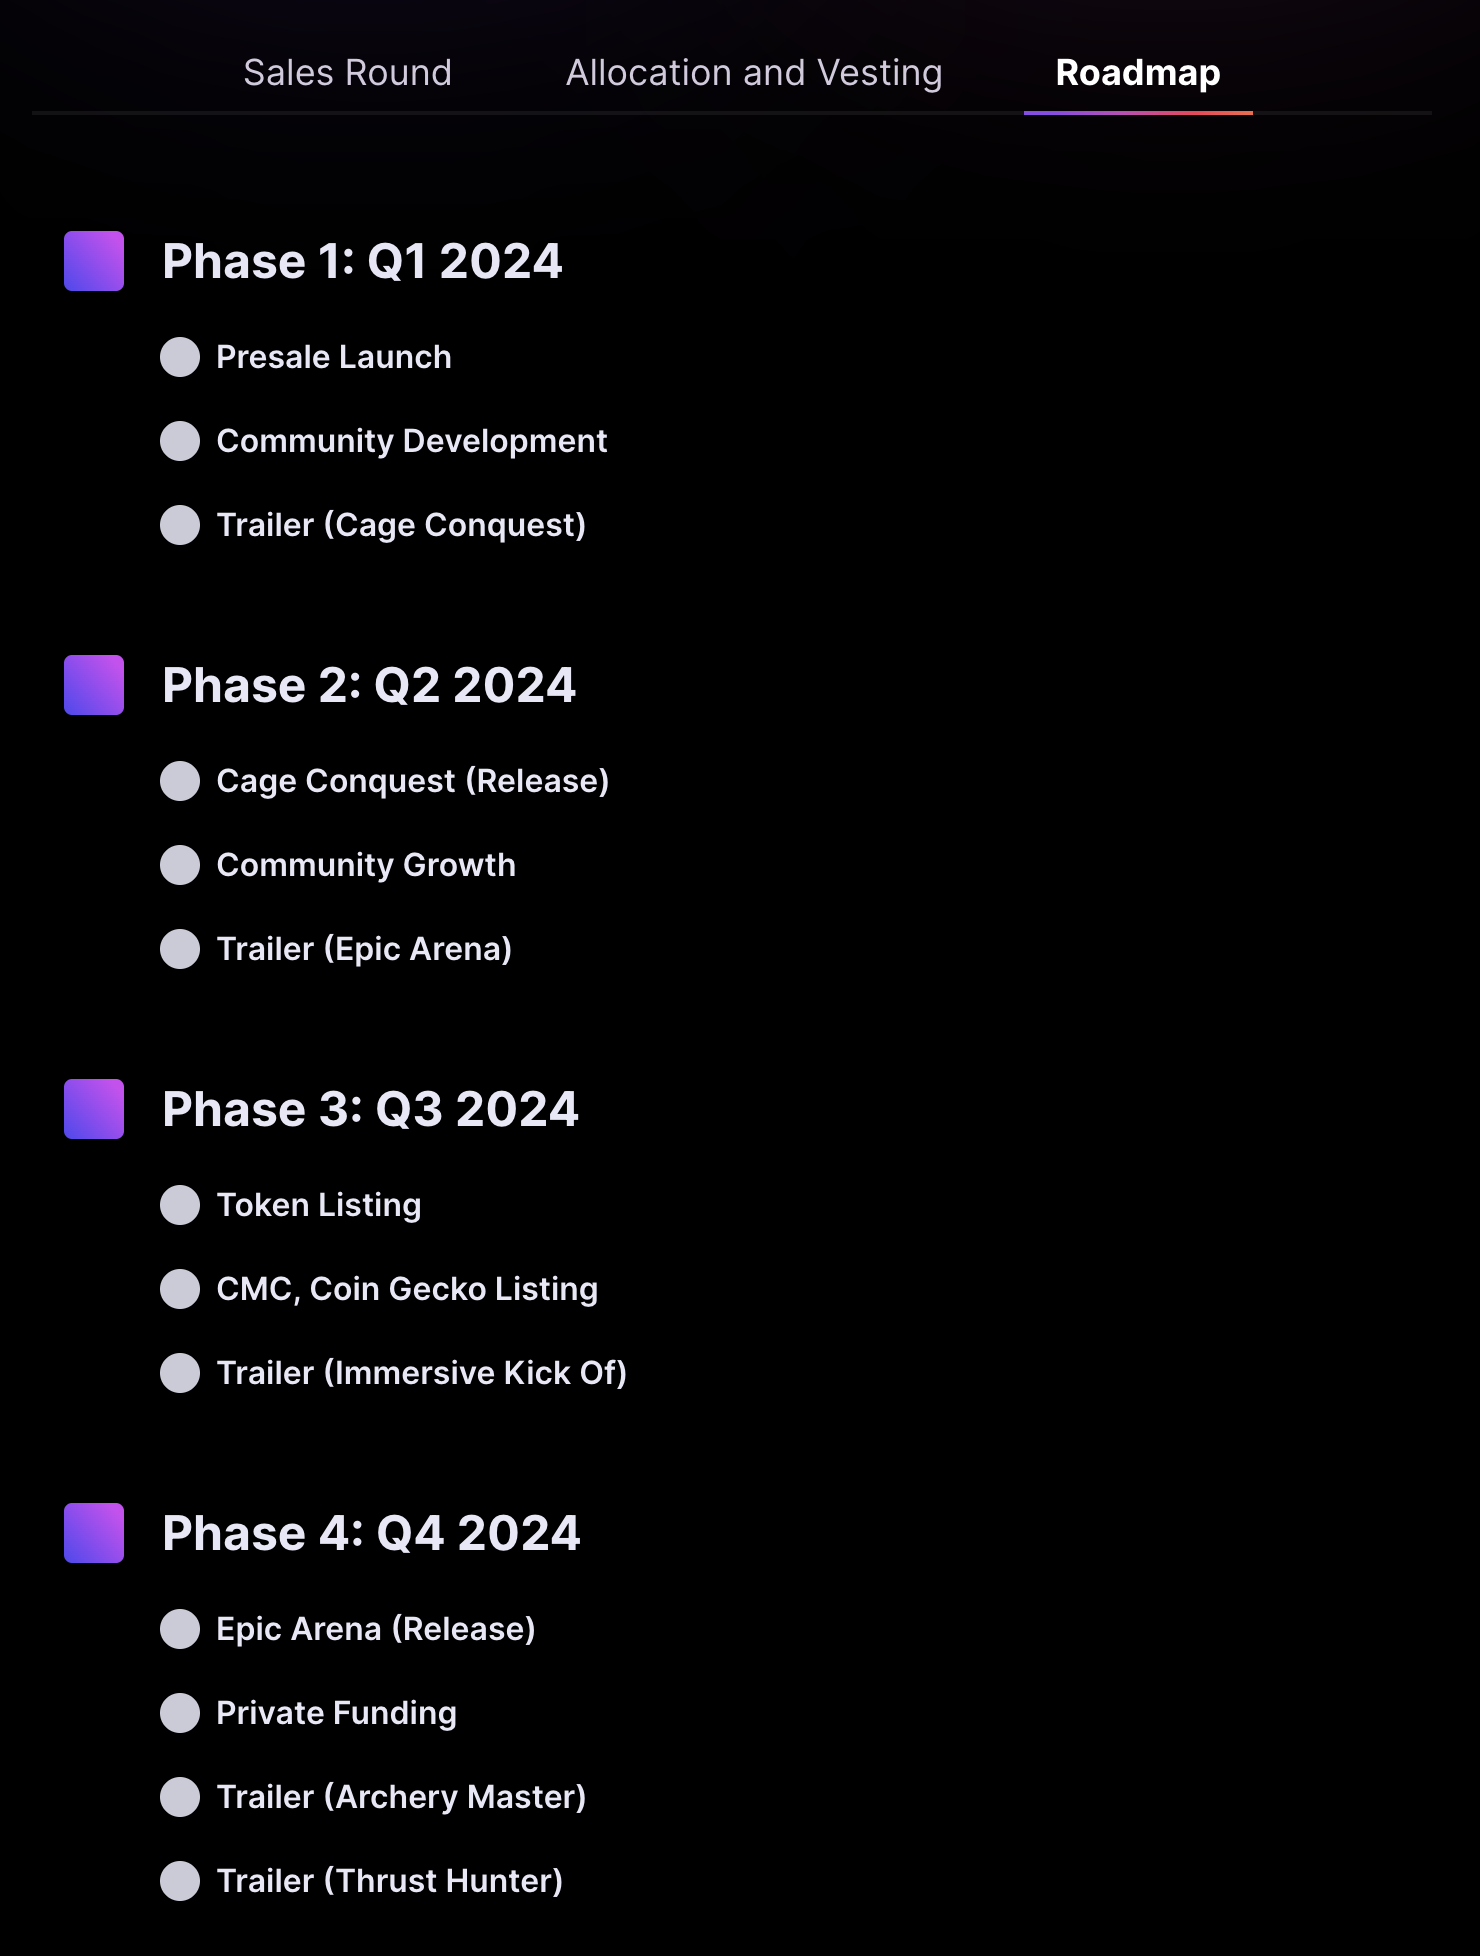 Sales Round Allocation and Vesting Roadmap
Phase 1: Q1 2024
Presale Launch
Community Development
Trailer (Cage Conquest)
Phase 2: Q2 2024
Cage Conquest (Release)
Community Growth
Trailer (Epic Arena)
Phase 3: Q3 2024
Token Listing
CMC, Coin Gecko Listing
Trailer (Immersive Kick Of)
Phase 4: Q4 2024
Epic Arena (Release)
Private Funding
Trailer (Archery Master)
Trailer (Thrust Hunter)